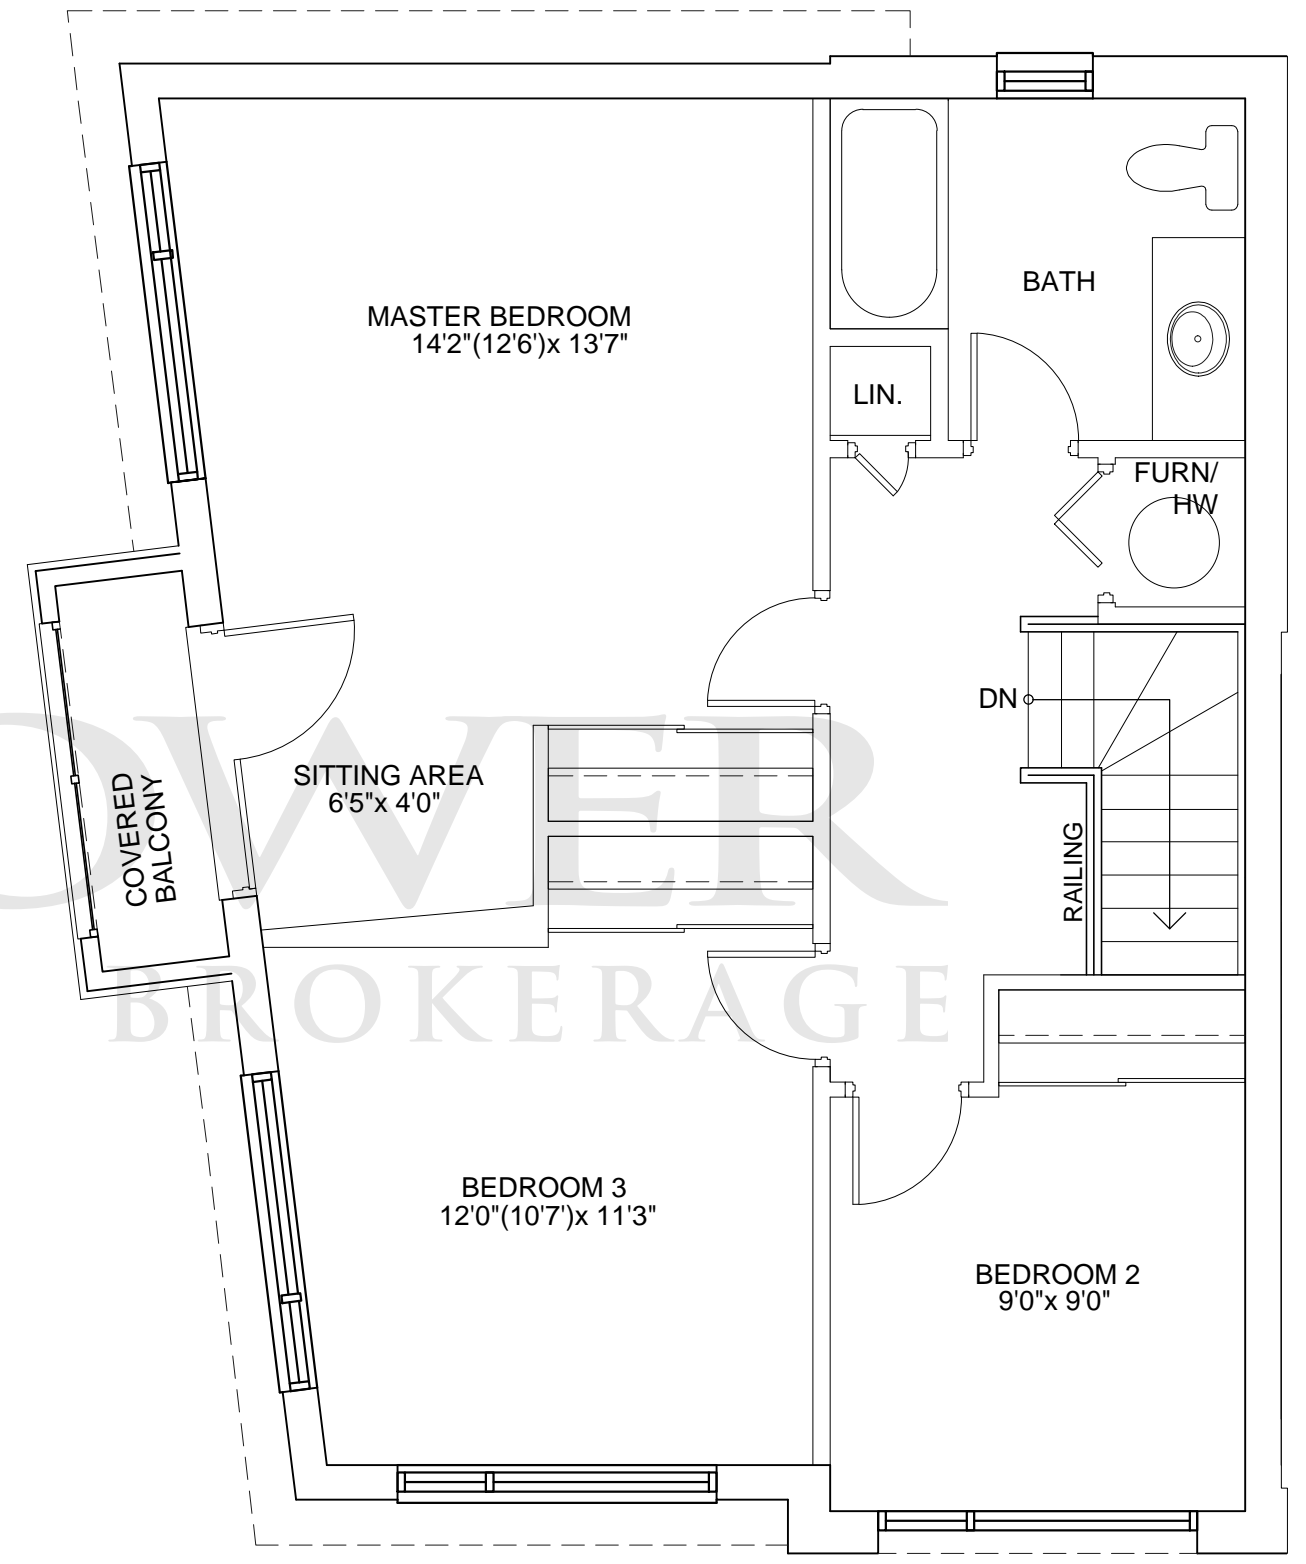 MASTER BEDROOM
14'2"(12'6')x 13'7"
BATH
LIN.
FURN/
HW
DN
SITTING AREA
6'5"x 4'0"
COVERED
BALCONY
RAILING
OWER
BROKERAGE
BEDROOM 3
12'0"(10'7')x 11'3"
BEDROOM 2
9'0"x 9'0"